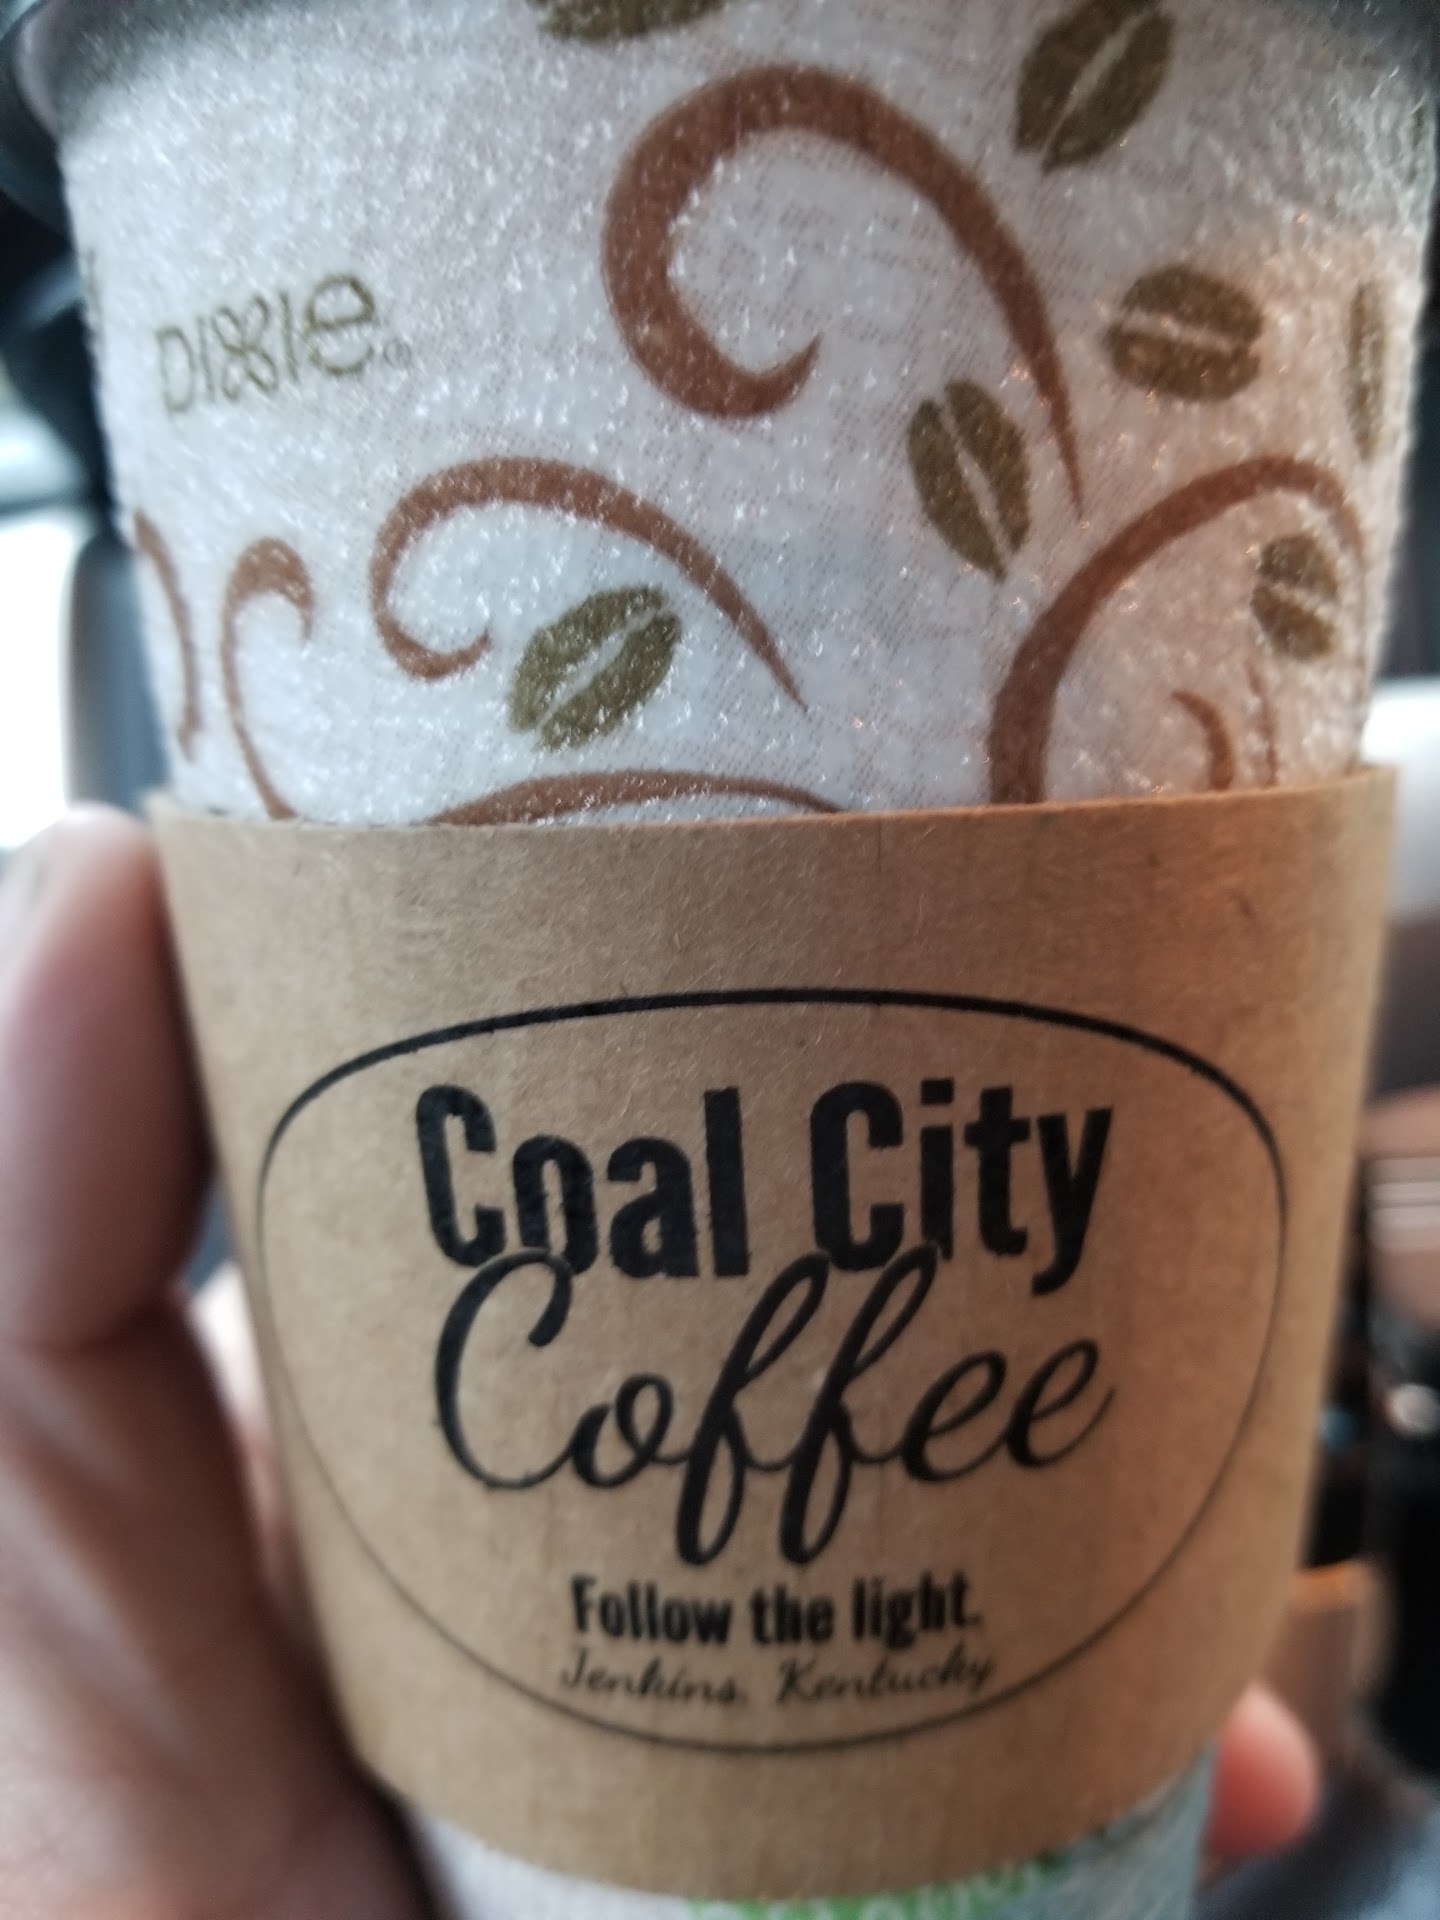 DIXIE®
Coal City
Coffee
Follow the light.
Jenkins, Kentucky